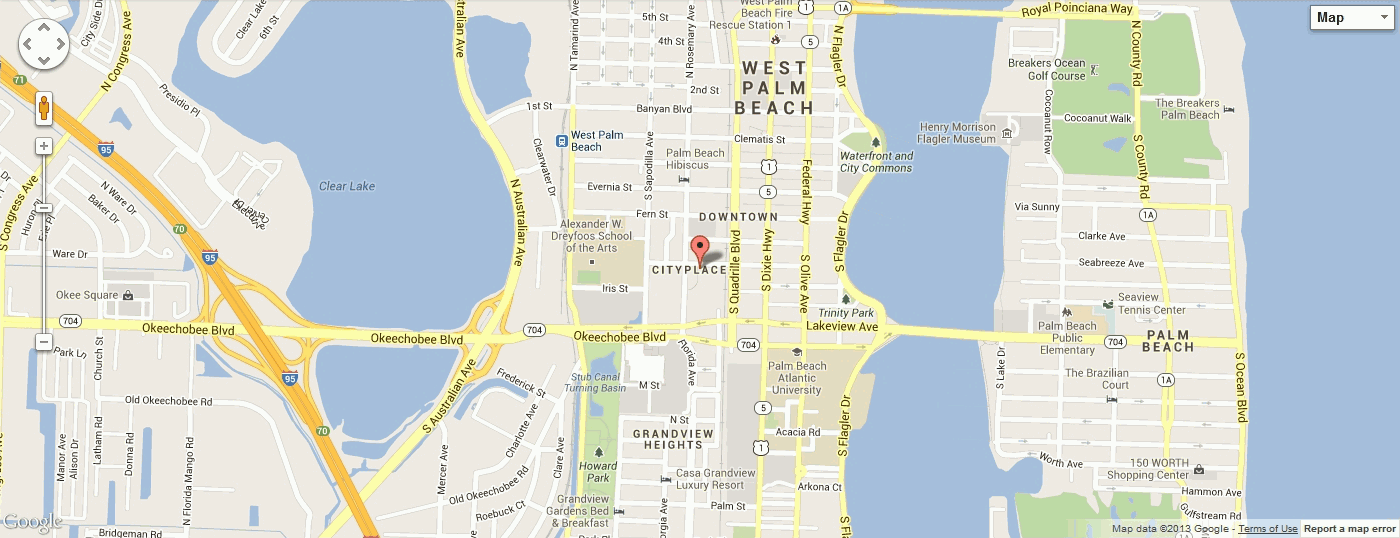 Clear Lake
6th St
City Side Dr
N Congress Ave
71
Australian Ave
N Tamarind Ave
5th St
4th St
N Rosemary Ave
2nd St
Banyan Blvd
1st St
West Palm
Beach Fire
Rescue Station 1
1
1A
5
N Flagler Dr
WEST
PALM
BEACH
Royal Poinciana Way
Map
N County Rd
Breakers Ocean
Golf Course
Cocoanut Row
The Breakers
Palm Beach
Cocoanut Walk
Presidio Pl
95
West Palm
Beach
S Sapodilla Ave
Clematis St
Palm Beach
Hibiscus
1
5
Federal Hwy
Waterfront and
City Commons
Henry Morrison
Flagler Museum
S County Rd
S Congress Ave
N Ware Dr
Baker Dr
Huron Pl
Clear Lake
Executive
Centre Dr
N Australian Ave
Clearwater Dr
Evernia St
Fern St
DOWNTOWN
Via Sunny
1A
70
Ware Dr
95
Alexander W.
Dreyfoos School
of the Arts
CITYPLACE
S Quadrille Blvd
S Dixie Hwy
S Olive Ave
S Flagler Dr
Clarke Ave
Seabreeze Ave
Okee Square
Iris St
Trinity Park
Seaview
Tennis Center
704
Okeechobee Blvd
Okeechobee Blvd
704
Okeechobee Blvd
Lakeview Ave
704
Palm Beach
Public
Elementary
704
PALM
BEACH
Park Ln
Church St
95
S Australian Ave
Frederick St
Stub Canal
Turning Basin
M St
Florida Ave
Palm Beach
Atlantic
University
S Lake Dr
The Brazilian
Court
1A
S Ocean Blvd
Old Okeechobee Rd
Charlotte Ave
5
S Flagler Dr
N St
GRANDVIEW
HEIGHTS
1
Acacia Rd
70
Manor Ave
Alison Dr
Latham Rd
Donna Rd
N Florida Mango Rd
Mercer Ave
Clare Ave
Old Okeechobee Rd
Roebuck Ct
Howard
Park
Casa Grandview
Luxury Resort
Worth Ave
150 WORTH
Shopping Center
Arkona Ct
Hammon Ave
Grandview
Gardens Bed
& Breakfast
Palm St
S Flagler Dr
Gulfstream Rd
Google
Bridgeman Rd
Map data ©2013 Google - Terms of Use Report a map error